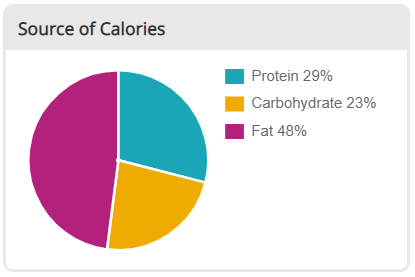 Source of Calories
Protein 29%
Carbohydrate 23%
Fat 48%